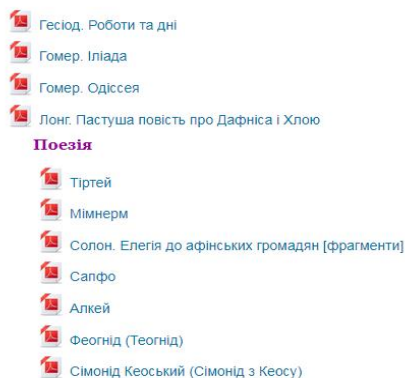 Гесіод. Роботи та дні
Гомер. Іліада
Гомер. Одіссея
Лонг. Пастуша повість про Дафніса і Хлою
Поезія
Тіртей
Мімнерм
Солон. Елегія до афінських громадян [фрагменти]
Сапфо
Алкей
Феогнід (Теогнід)
Сімонід Кеоський (Сімонід з Кеосу)